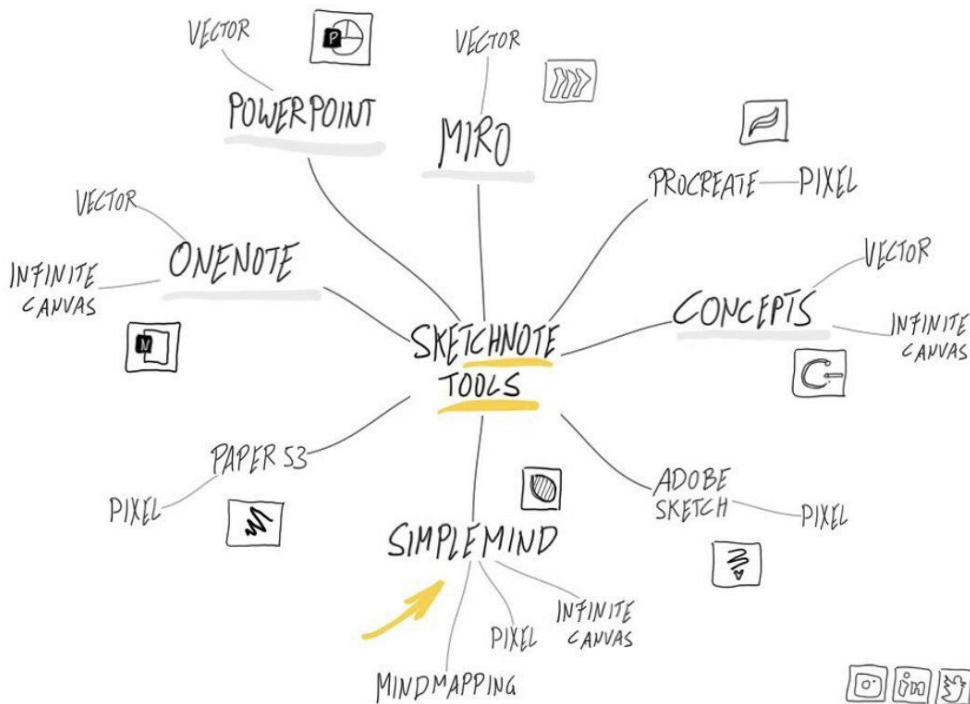 VECTOR
P
POWERPOINT
VECTOR
MIRO
PROCREATE
PIXEL
VECTOR
ONENOTE
INFINITE
CANVAS
N
VECTOR
CONCEPTS
INFINITE
CANVAS
SKETCHNOTE
TOOLS
PAPER 53
PIXEL
ADOBE
SKETCH
PIXEL
SIMPLEMIND
MINDMAPPING
PIXEL
INFINITE
CANVAS
in